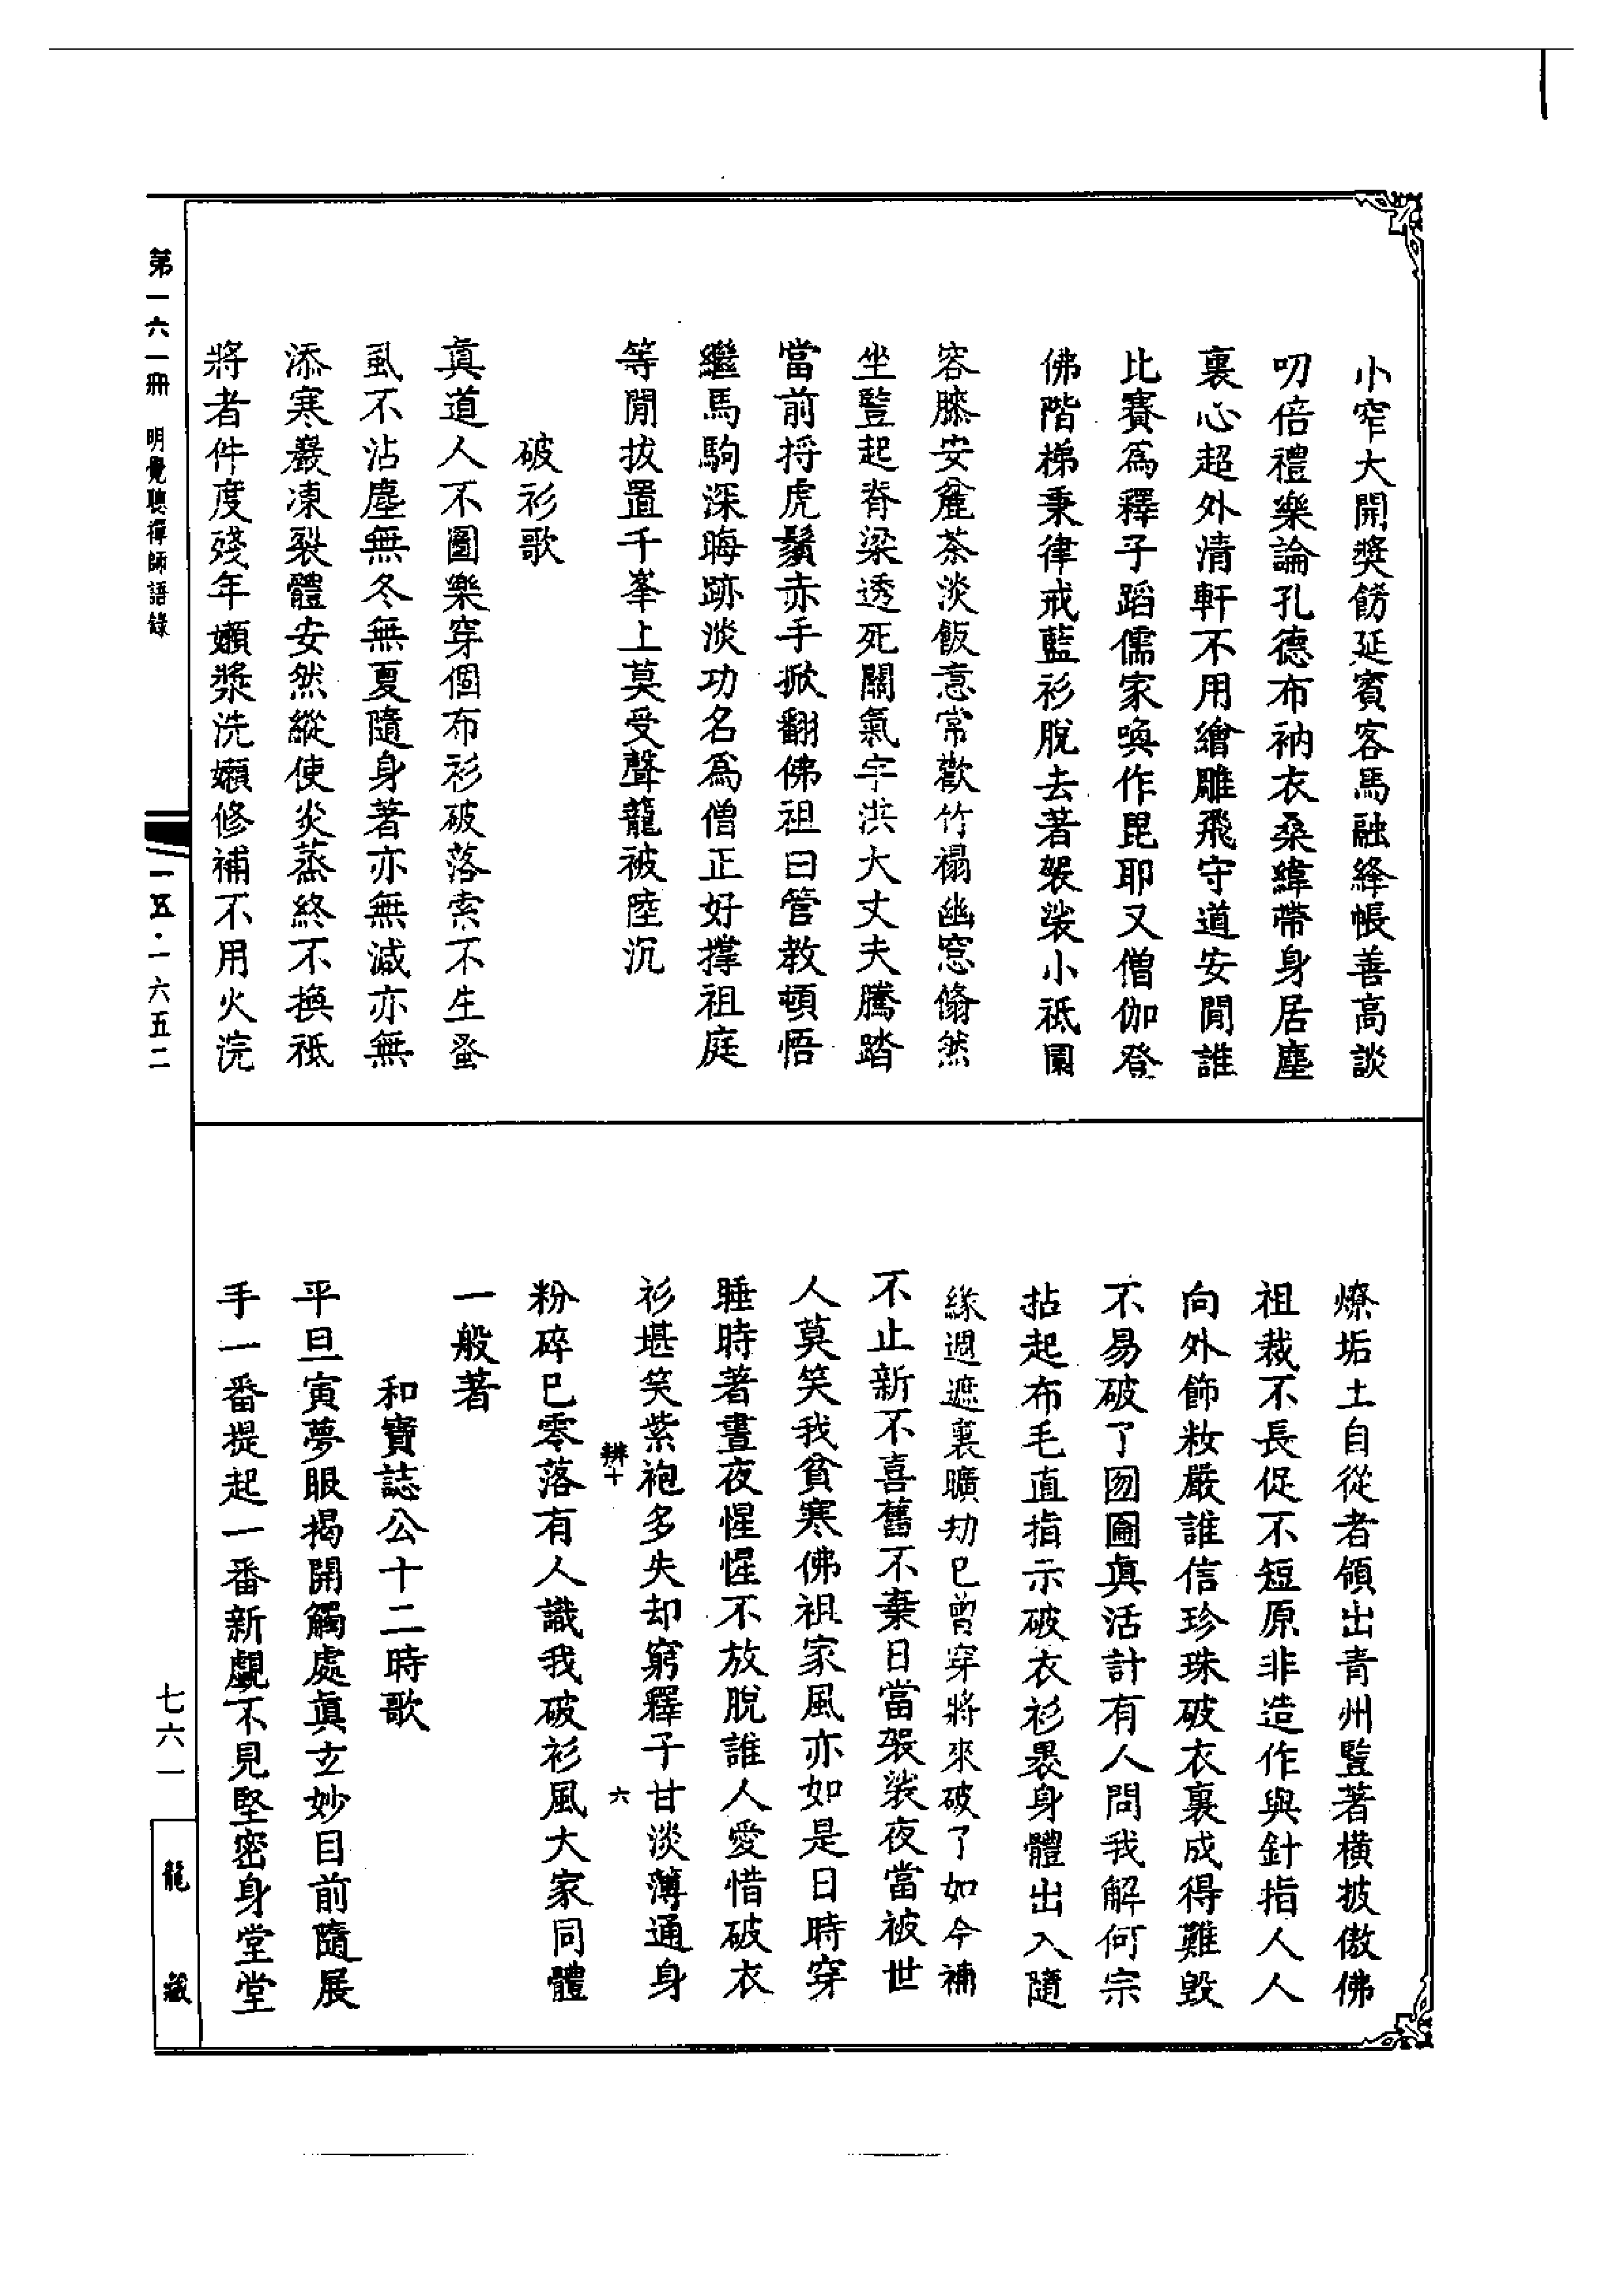 小窄大開獎飭延賓客馬融絳帳善高談
叨倍禮樂論孔德布衲衣桑緯帶身居塵
裏心超外清軒不用繪雕飛守道安閒誰
比賽為釋子蹈儒家喚作毘耶又僧伽登
佛階梯秉律戒藍衫脫去著袈裟小祇園
容膝安麄茶淡飯意常歡竹榻幽窓翛然
坐豎起脊梁透死關氣宇洪大丈夫騰踏
當前捋虎鬚赤手掀翻佛祖曰管教頓悟
繼馬駒深晦跡淡功名為僧正好撑祖庭
等閒拔置千峯上莫受聲籠被陸沉
破衫歌
真道人不圖樂穿個布衫破落索不生蚤
虱不沾塵無冬無夏隨身著亦無減亦無
添寒巖凍裂體安然縱使炎蒸終不換祇
將者件度殘年嬾漿洗嬾修補不用火浣
燎垢土自從者領出青州豎著橫披傲佛
祖裁不長促不短原非造作與針指人人
向外飾粧嚴誰信珍珠破衣裏成得難毀
不易破了囫圇真活計有人問我解何宗
拈起布毛直指示破衣衫裹身體出入隨
緣週遮裏曠劫已曾穿將來破了如今補
不止新不喜舊不棄日當袈裟夜當被世
人莫笑我貧寒佛祖家風亦如是日時穿
睡時著晝夜惺惺不放脫誰人愛惜破衣
衫堪笑紫袍多失却窮釋子甘淡薄通身
粉碎已零落有人識我破衫風大家同體
一般著
和寶誌公十二時歌
平旦寅夢眼揭開觸處真玄妙目前隨展
手一番提起一番新覷不見堅密身堂堂
辨十
六
第一六一冊
明覺聰禪師語錄
一五·一六五二
七六一
龍藏